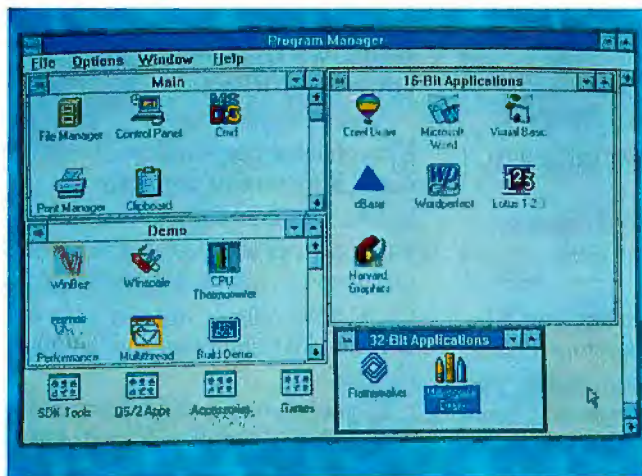 Program Manager
File Options Window Help
Main
File Manager
Control Panel
Cmd
Print Manager
Clipboard
16-Bit Applications
Corel Draw
Microsoft Word
Visual Basic
dBase
Wordperfect
Lotus 1-2-3
Harvard Graphics
Demo
WinBez
Winscale
CPU Thermometer
Performance
Multithread
Build Demo
32-Bit Applications
Framemaker
SDK Tools
OS/2 Apps
Accessories
Games